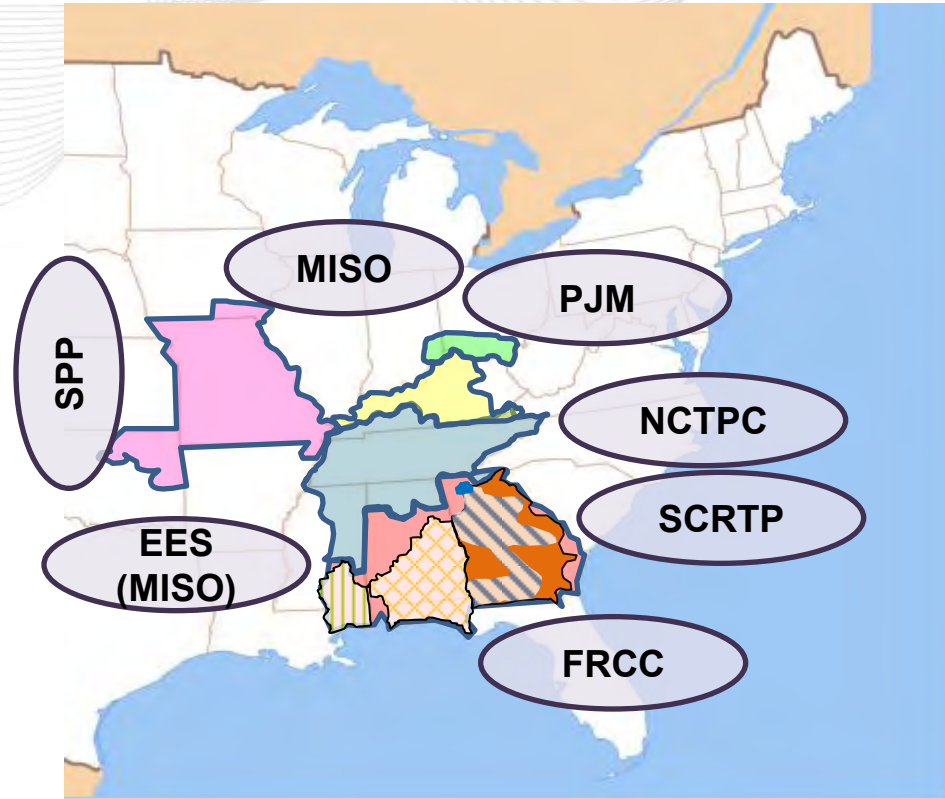 MISO
PJM
SPP
NCTPC
SCRTP
EES
(MISO)
FRCC